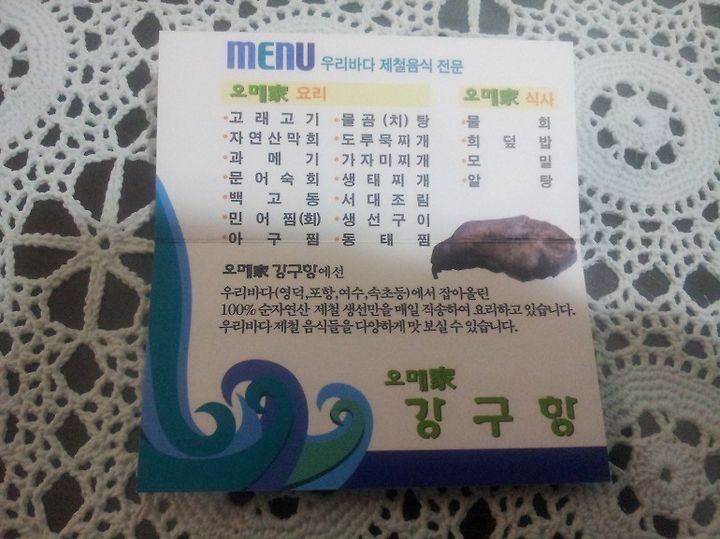 MENU 우리바다 제철음식 전문
오메家 요리
고래고기
자연산막회
과메기
문어숙회
백고동
민어찜(회)
아구찜
물곰(치)탕
도루묵찌개
가자미찌개
생태찌개
서대조림
생선구이
동태찜
오메家 식사
물회
회덮밥
모밀
알탕
오메家 강구항에선
우리바다(영덕,포항,여수,속초등)에서 잡아올린
100% 순자연산 제철 생선만을 매일 직송하여 요리하고 있습니다.
우리바다 제철 음식들을 다양하게 맛 보실 수 있습니다.
오메家
강구항